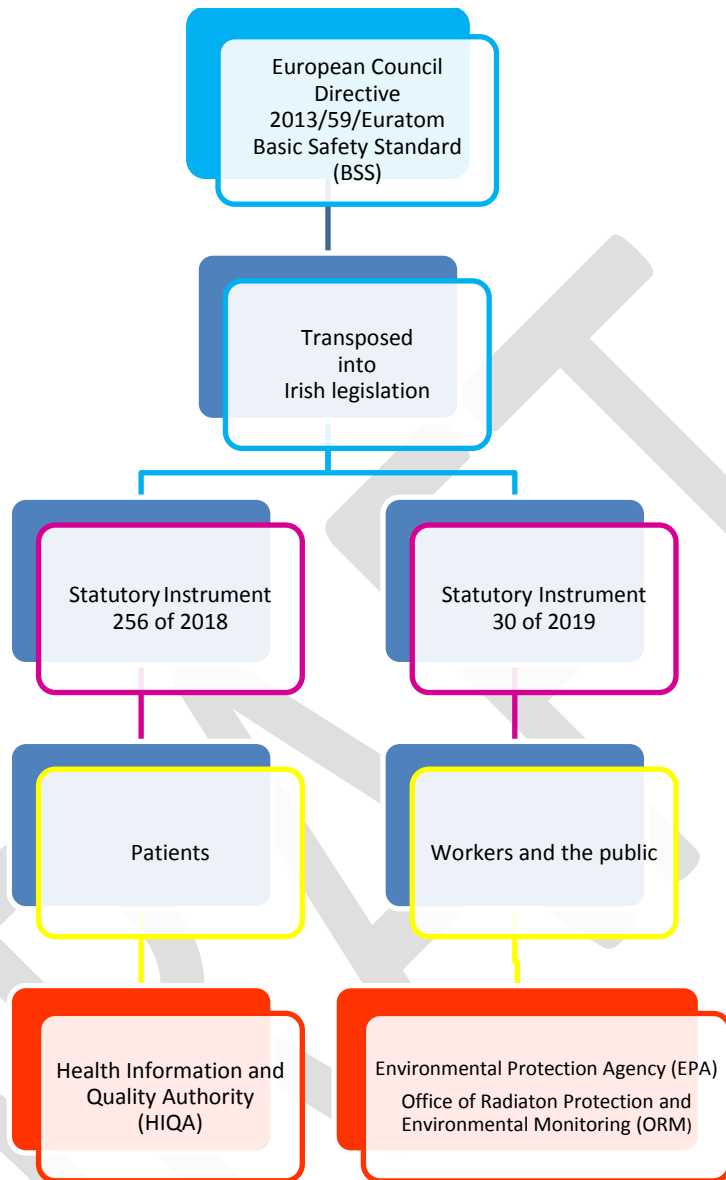 European Council
Directive
2013/59/Euratom
Basic Safety Standard
(BSS)
Transposed
into
Irish legislation
Statutory Instrument
256 of 2018
Statutory Instrument
30 of 2019
Patients
Workers and the public
Health Information and
Quality Authority
(HIQA)
Environmental Protection Agency (EPA)
Office of Radiaton Protection and
Environmental Monitoring (ORM)